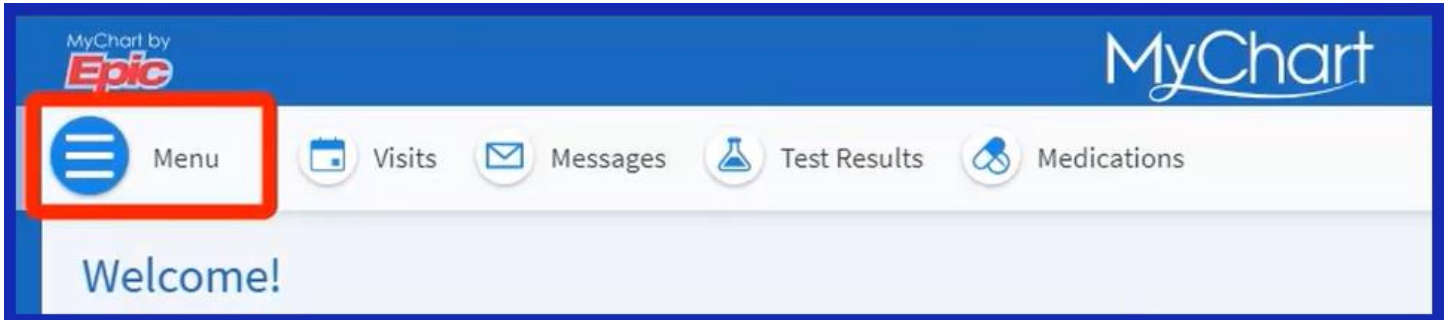 MyChart by
Epic
MyChart
Menu Visits Messages Test Results Medications
Welcome!